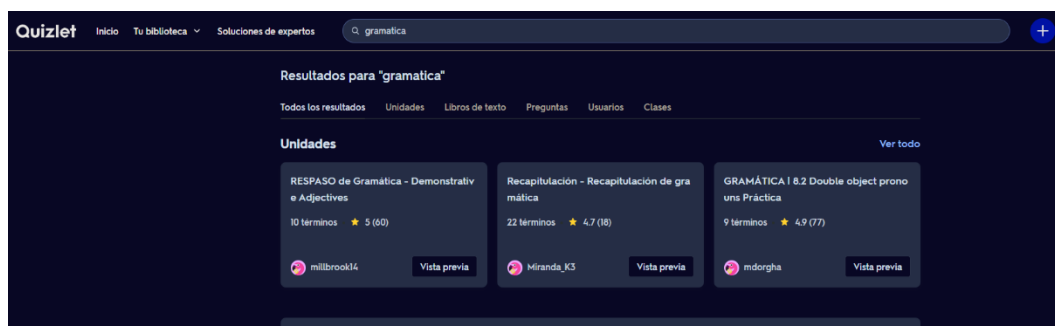 Quizlet Inicio Tu biblioteca Soluciones de expertos gramatica
Resultados para "gramatica"
Todos los resultados Unidades Libros de texto Preguntas Usuarios Clases
Unidades Ver todo
RESPASO de Gramática - Demonstrativ
e Adjectives
10 términos 5 (60)
millbrook14 Vista previa
Recapitulación - Recapitulación de gra
mática
22 términos 4.7 (18)
Miranda_K3 Vista previa
GRAMÁTICA | 8.2 Double object prono
uns Práctica
9 términos 4.9 (77)
mdorgha Vista previa